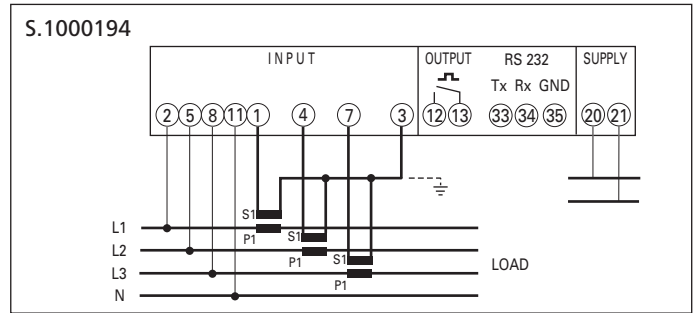 S.1000194
INPUT OUTPUT RS 232 SUPPLY
Tx Rx GND
2 5 8 11 1 4 7 3 12 13 33 34 35 20 21
S1
L1
P1
S1
L2
P1
S1
L3
P1
LOAD
N